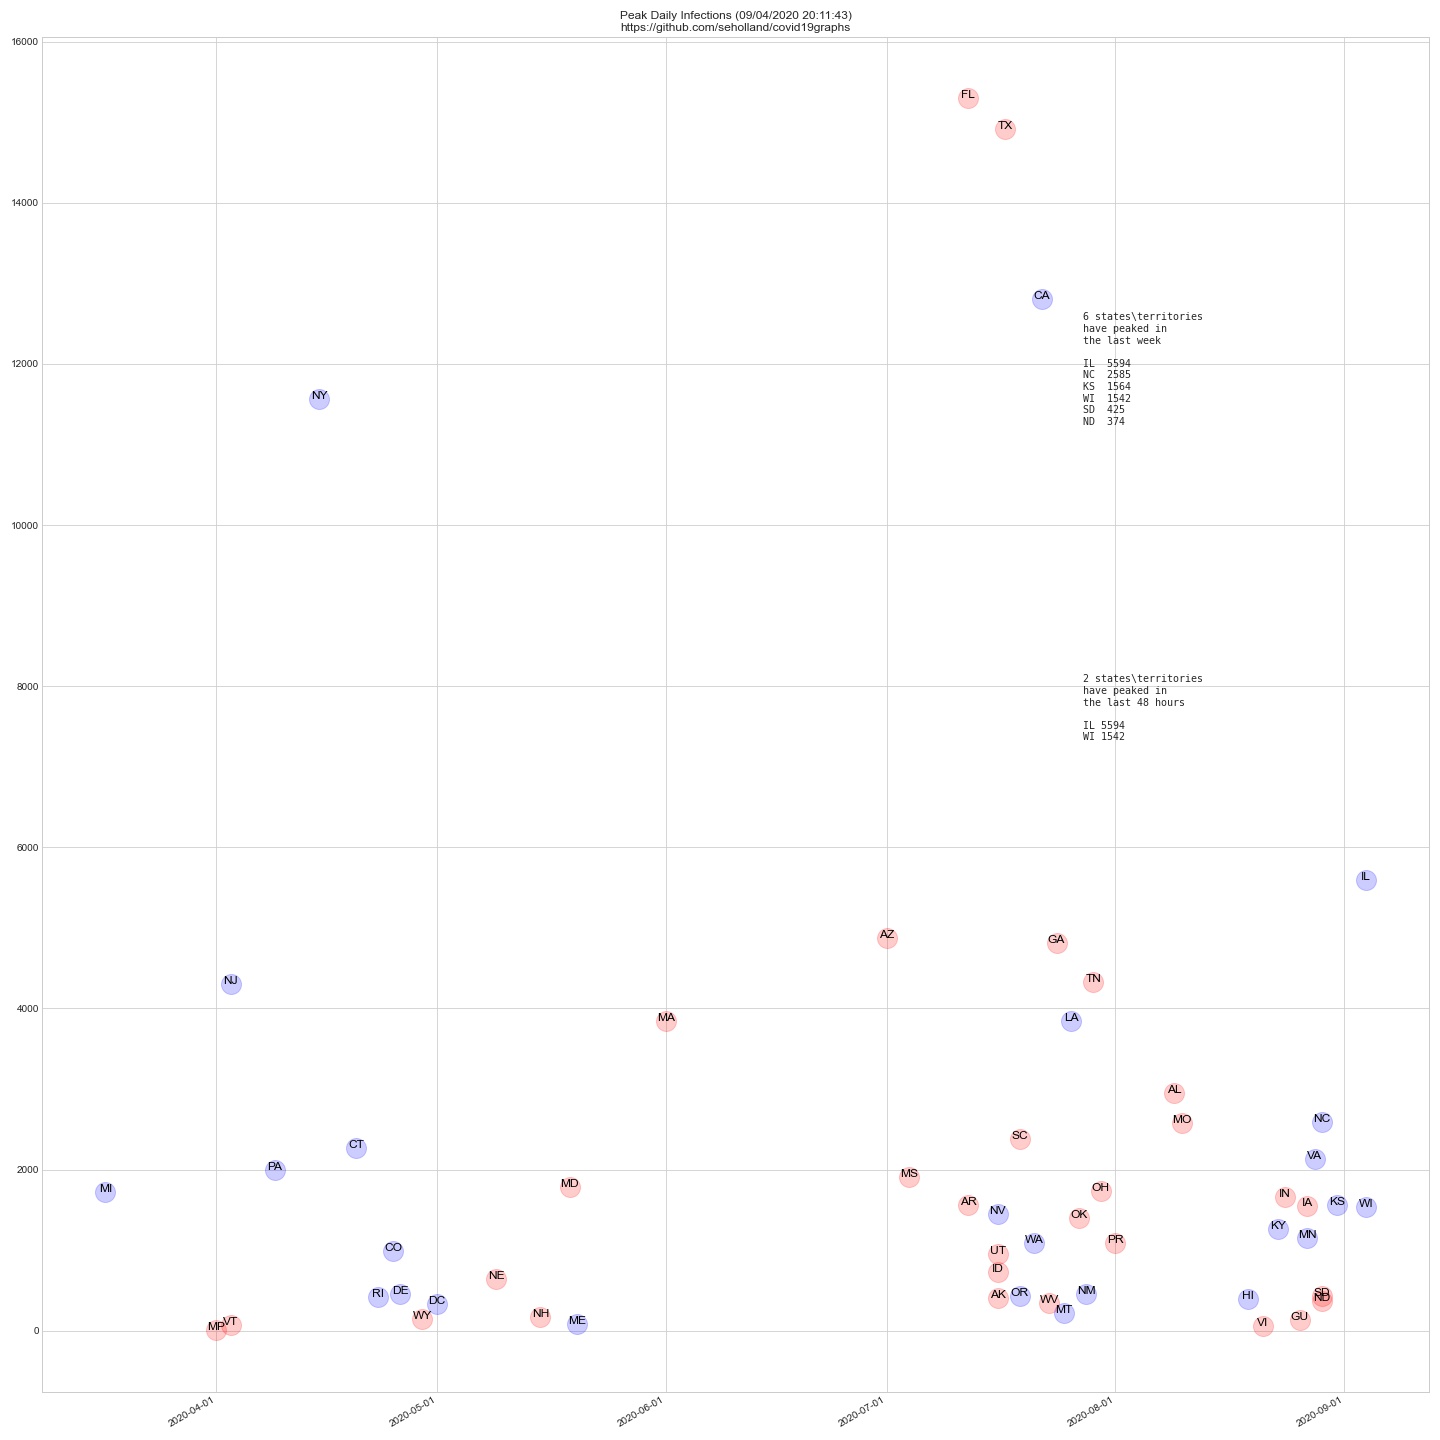 Peak Daily Infections (09/04/2020 20:11:43)
https://github.com/seholland/covid19graphs
16000
FL
TX
14000
CA
6 states\territories
have peaked in
the last week
IL  5594
NC  2585
KS  1564
WI  1542
SD  425
ND  374
12000
NY
10000
8000
2 states\territories
have peaked in
the last 48 hours
IL 5594
WI 1542
6000
IL
AZ
GA
NJ
TN
4000
MA
LA
AL
MO
NC
SC
CT
VA
PA
2000
MS
MD
MI
OH
IN
AR
IA
KS
WI
NV
OK
KY
MN
WA
PR
CO
UT
ID
NE
RI
DE
DC
AK
OR
WV
NM
MT
HI
SD
ND
WY
NH
ME
MP
VT
VI
GU
0
2020-04-01
2020-05-01
2020-06-01
2020-07-01
2020-08-01
2020-09-01